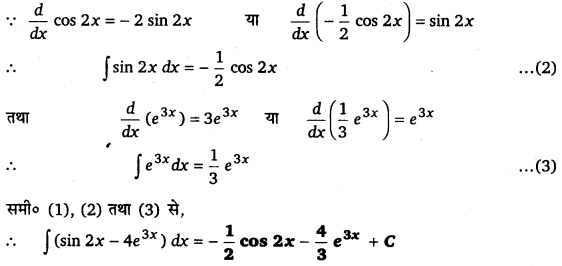 ∵ d/dx cos 2x = – 2 sin 2x या d/dx (– 1/2 cos 2x) = sin 2x
∴ ∫ sin 2x dx = – 1/2 cos 2x ...(2)
तथा d/dx (e^{3x}) = 3e^{3x} या d/dx (1/3 e^{3x}) = e^{3x}
∴ ∫ e^{3x} dx = 1/3 e^{3x} ...(3)
समी० (1), (2) तथा (3) से,
∴ ∫ (sin 2x – 4e^{3x}) dx = – 1/2 cos 2x – 4/3 e^{3x} + C